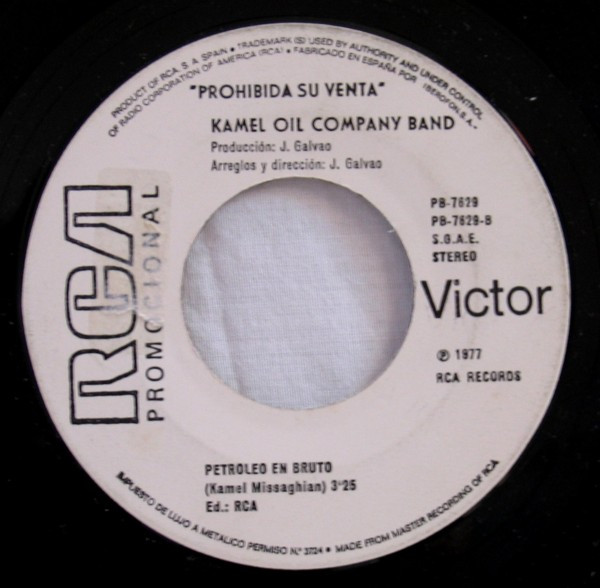 PRODUCT OF RCA, S. A. SPAIN • TRADEMARK (S) USED BY AUTHORITY AND UNDER CONTROL
OF RADIO CORPORATION OF AMERICA (RCA) • FABRICADO EN ESPAÑA POR IBEROFON S.A.
"PROHIBIDA SU VENTA"
KAMEL OIL COMPANY BAND
Producción: J. Galvao
Arreglos y dirección: J. Galvao
RCA
PROMOCIONAL
PB-7629
PB-7629-B
S.G.A.E.
STEREO
Victor
℗ 1977
RCA RECORDS
PETROLEO EN BRUTO
(Kamel Missaghian) 3'25
Ed.: RCA
IMPUESTO DE LUJO A METALICO PERMISO N.º 3724 • MADE FROM MASTER RECORDING OF RCA